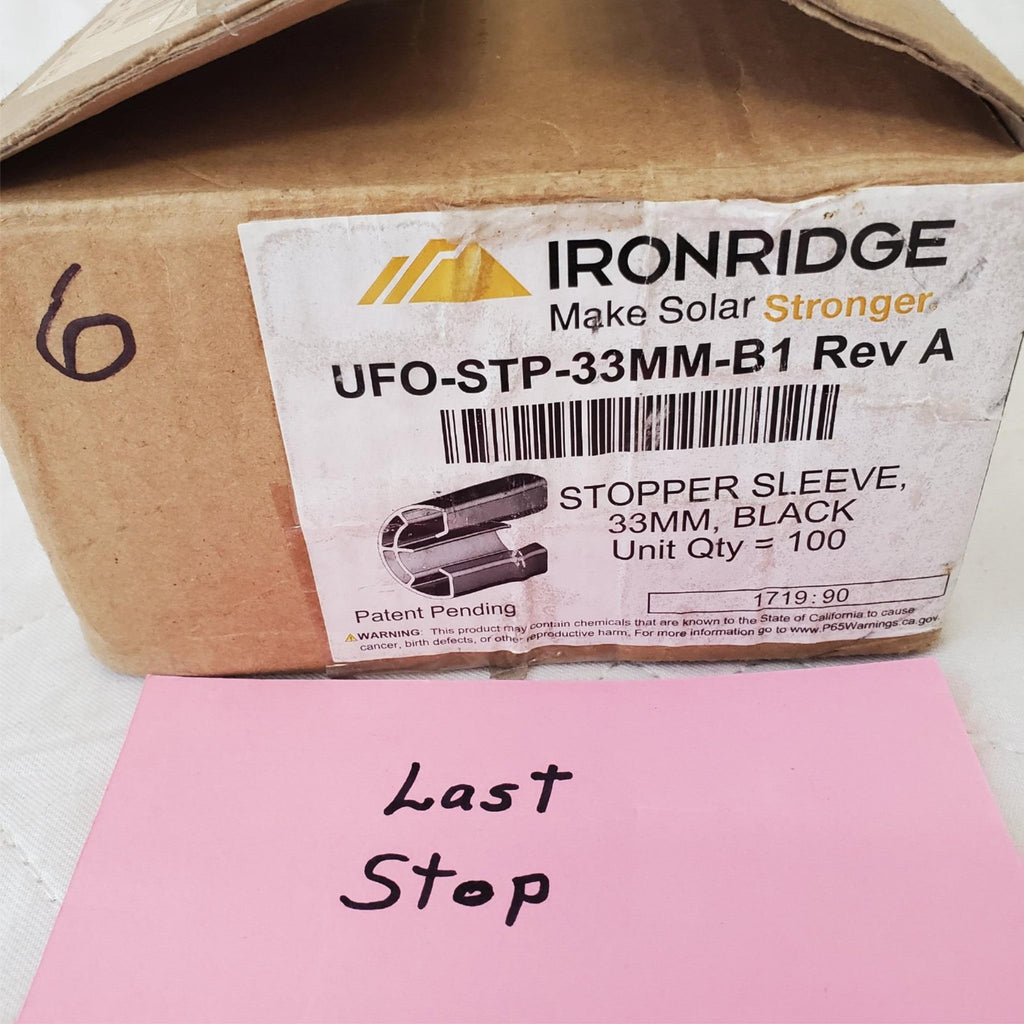 6
IRONRIDGE
Make Solar Stronger
UFO-STP-33MM-B1 Rev A
STOPPER SLEEVE,
33MM, BLACK
Unit Qty = 100
Patent Pending
1719:90
WARNING: This product may contain chemicals that are known to the State of California to cause
cancer, birth defects, or other reproductive harm. For more information go to www.P65Warnings.ca.gov.
Last
Stop